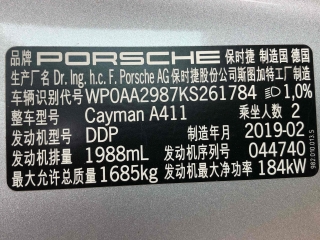 品牌 PORSCHE 保时捷 制造国 德国
生产厂名 Dr. Ing. h.c. F. Porsche AG 保时捷股份公司斯图加特工厂制造
车辆识别代号 WP0AA2987KS261784 1,0%
整车型号 Cayman A411 乘坐人数 2
发动机型号 DDP 制造年月 2019-02
发动机排量 1988mL 发动机序列号 044740
最大允许总质量 1685kg 发动机最大净功率 184kW
982.010.013.S